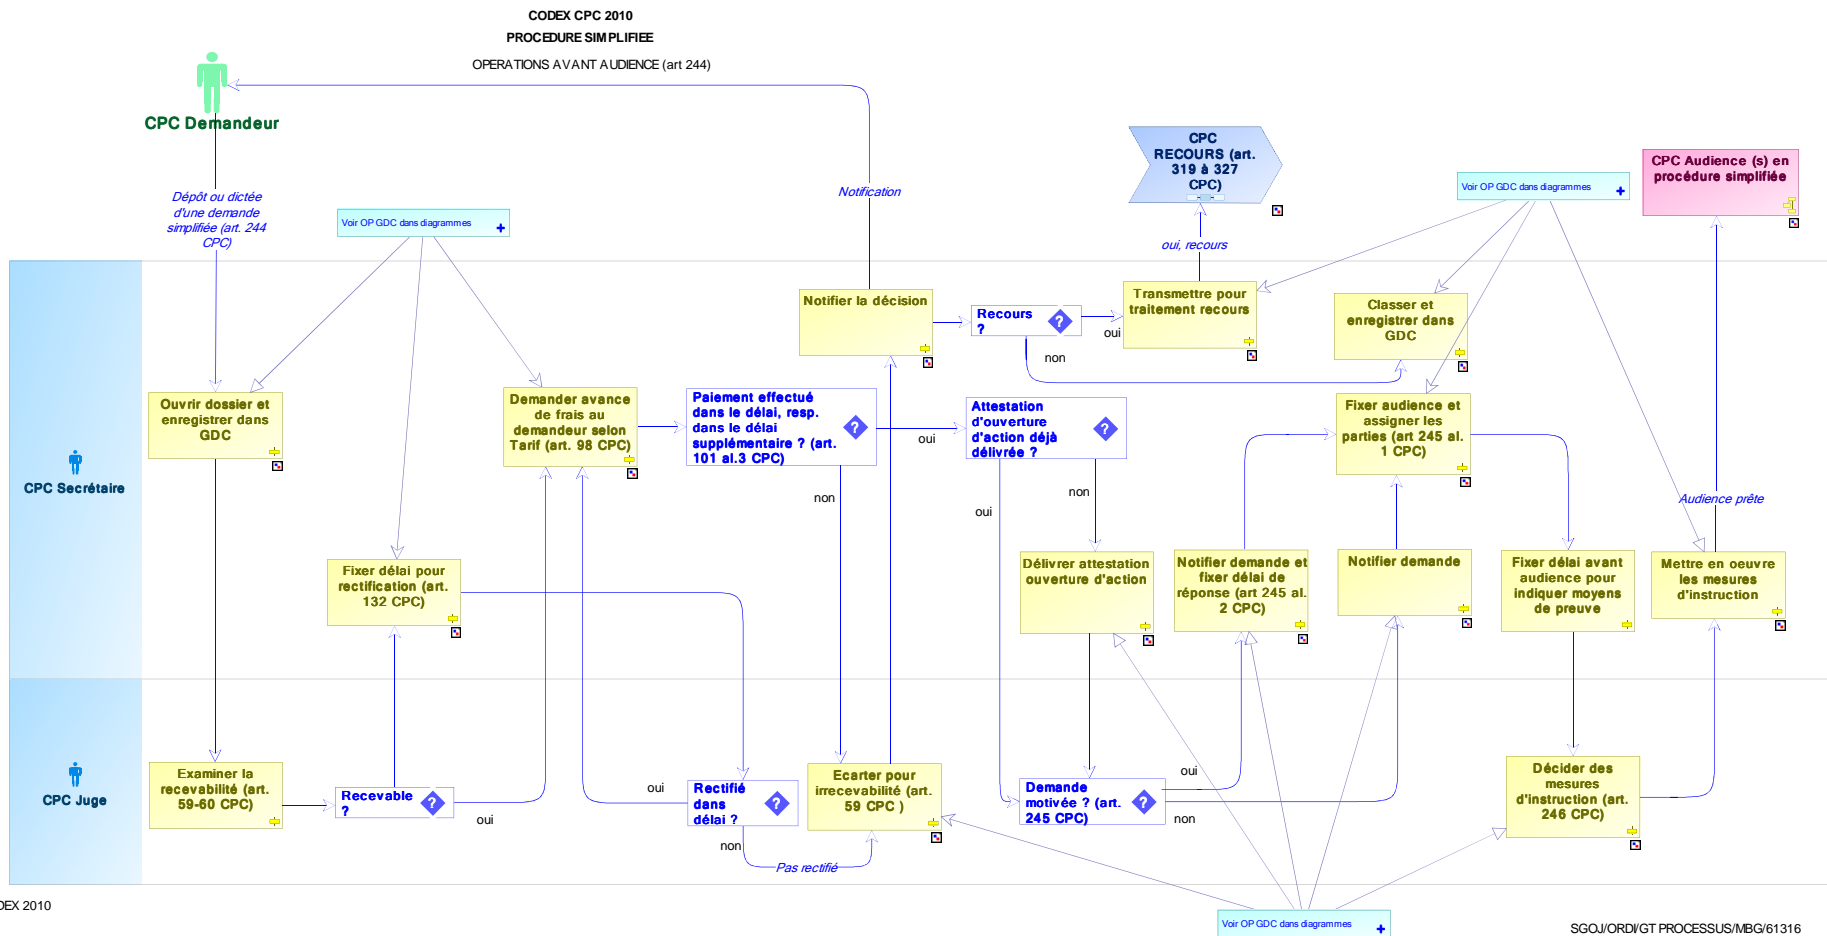 CODEX CPC 2010
PROCEDURE SIMPLIFIEE
OPERATIONS AVANT AUDIENCE (art 244)
CPC Demandeur
Dépôt ou dictée
d'une demande
simplifiée (art. 244
CPC)
Voir OP GDC dans diagrammes
Notification
CPC
RECOURS (art.
319 à 327
CPC)
oui, recours
Voir OP GDC dans diagrammes
CPC Audience (s) en
procédure simplifiée
CPC Secrétaire
Ouvrir dossier et
enregistrer dans
GDC
Fixer délai pour
rectification (art.
132 CPC)
Demander avance
de frais au
demandeur selon
Tarif (art. 98 CPC)
Paiement effectué
dans le délai, resp.
dans le délai
supplémentaire ? (art.
101 al.3 CPC)
oui
non
Notifier la décision
Recours
?
oui
non
Transmettre pour
traitement recours
Classer et
enregistrer dans
GDC
Attestation
d'ouverture
d'action déjà
délivrée ?
non
oui
Fixer audience et
assigner les
parties (art 245 al.
1 CPC)
Audience prête
Délivrer attestation
ouverture d'action
Notifier demande et
fixer délai de
réponse (art 245 al.
2 CPC)
Notifier demande
Fixer délai avant
audience pour
indiquer moyens
de preuve
Mettre en oeuvre
les mesures
d'instruction
CPC Juge
Examiner la
recevabilité (art.
59-60 CPC)
Recevable
?
oui
oui
Rectifié
dans
délai ?
non
Pas rectifié
Ecarter pour
irrecevabilité (art.
59 CPC )
Demande
motivée ? (art.
245 CPC)
oui
non
Décider des
mesures
d'instruction (art.
246 CPC)
Voir OP GDC dans diagrammes
DEX 2010
SGOJ/ORDI/GT PROCESSUS/MBG/61316